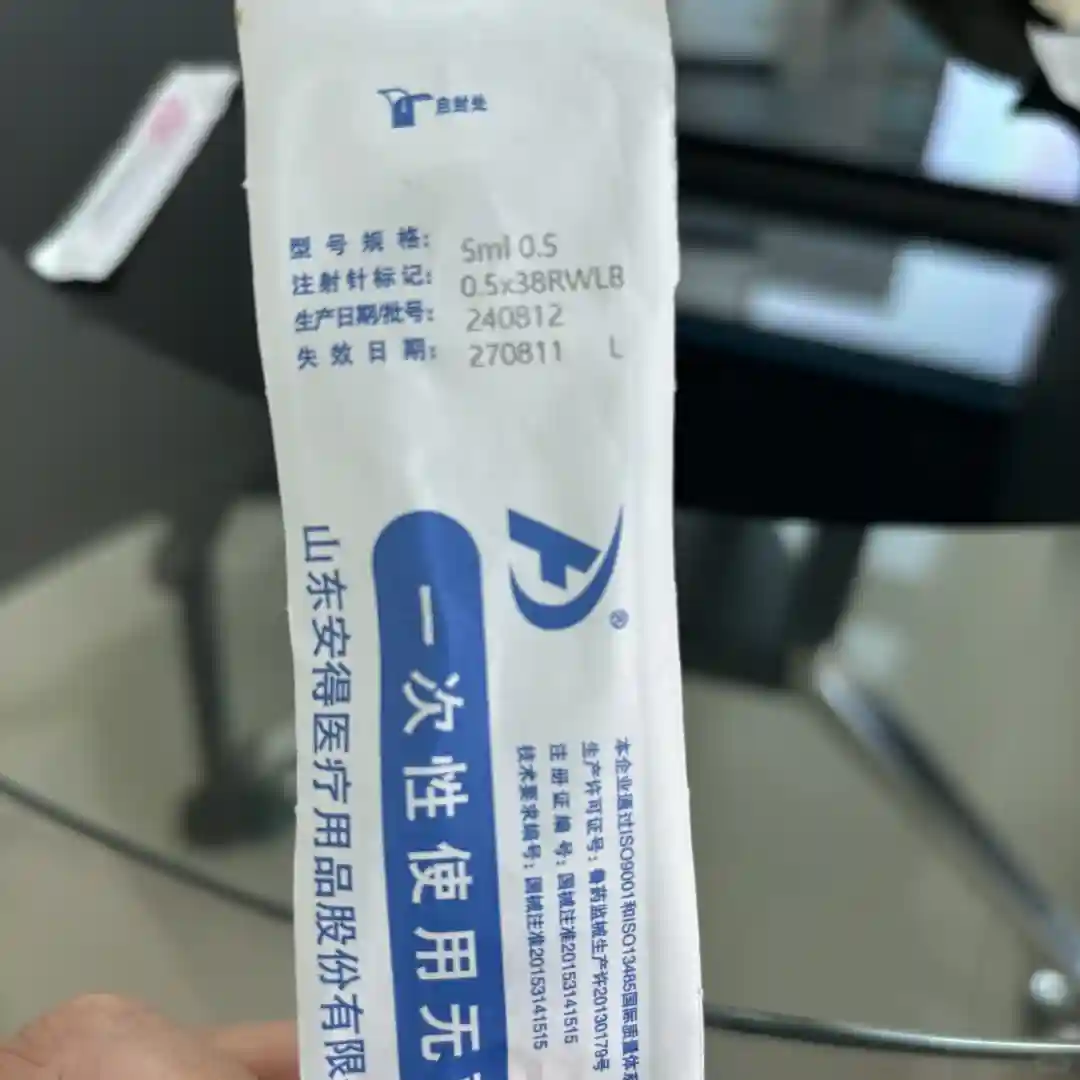 启封处
型号规格: 5ml 0.5
注射针标记: 0.5x38RWLB
生产日期/批号: 240812
失效日期: 270811 L
本企业通过ISO9001和ISO13485国际质量体系
生产许可证号:鲁药监械生产许20130179号
注册证编号:国械注准20153141515
技术要求编号:国械注准20153141515
一次性使用无
山东安得医疗用品股份有限